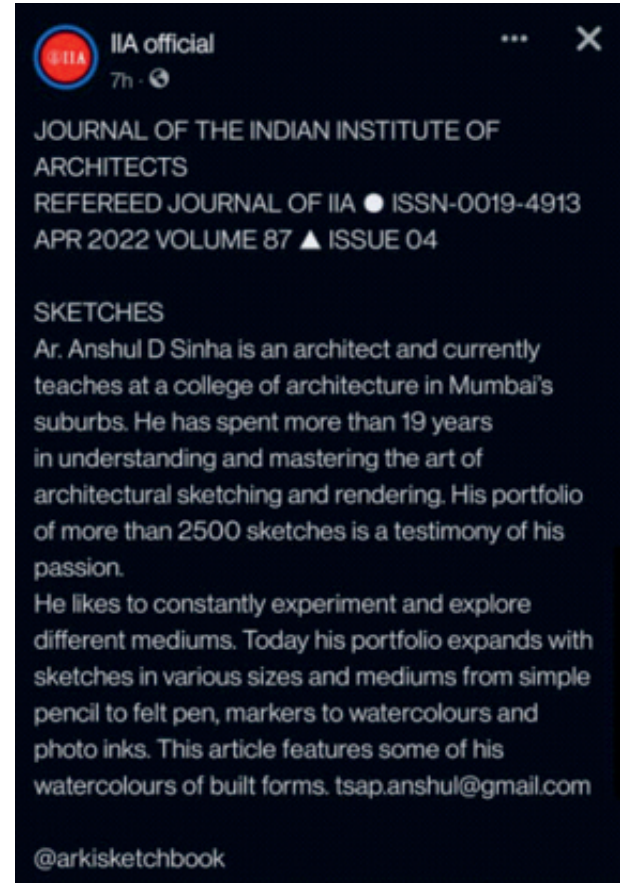 IIA official
IIA
7h ·
JOURNAL OF THE INDIAN INSTITUTE OF
ARCHITECTS
REFEREED JOURNAL OF IIA ● ISSN-0019-4913
APR 2022 VOLUME 87 ▲ ISSUE 04
SKETCHES
Ar. Anshul D Sinha is an architect and currently
teaches at a college of architecture in Mumbai's
suburbs. He has spent more than 19 years
in understanding and mastering the art of
architectural sketching and rendering. His portfolio
of more than 2500 sketches is a testimony of his
passion.
He likes to constantly experiment and explore
different mediums. Today his portfolio expands with
sketches in various sizes and mediums from simple
pencil to felt pen, markers to watercolours and
photo inks. This article features some of his
watercolours of built forms. tsap.anshul@gmail.com
@arkisketchbook